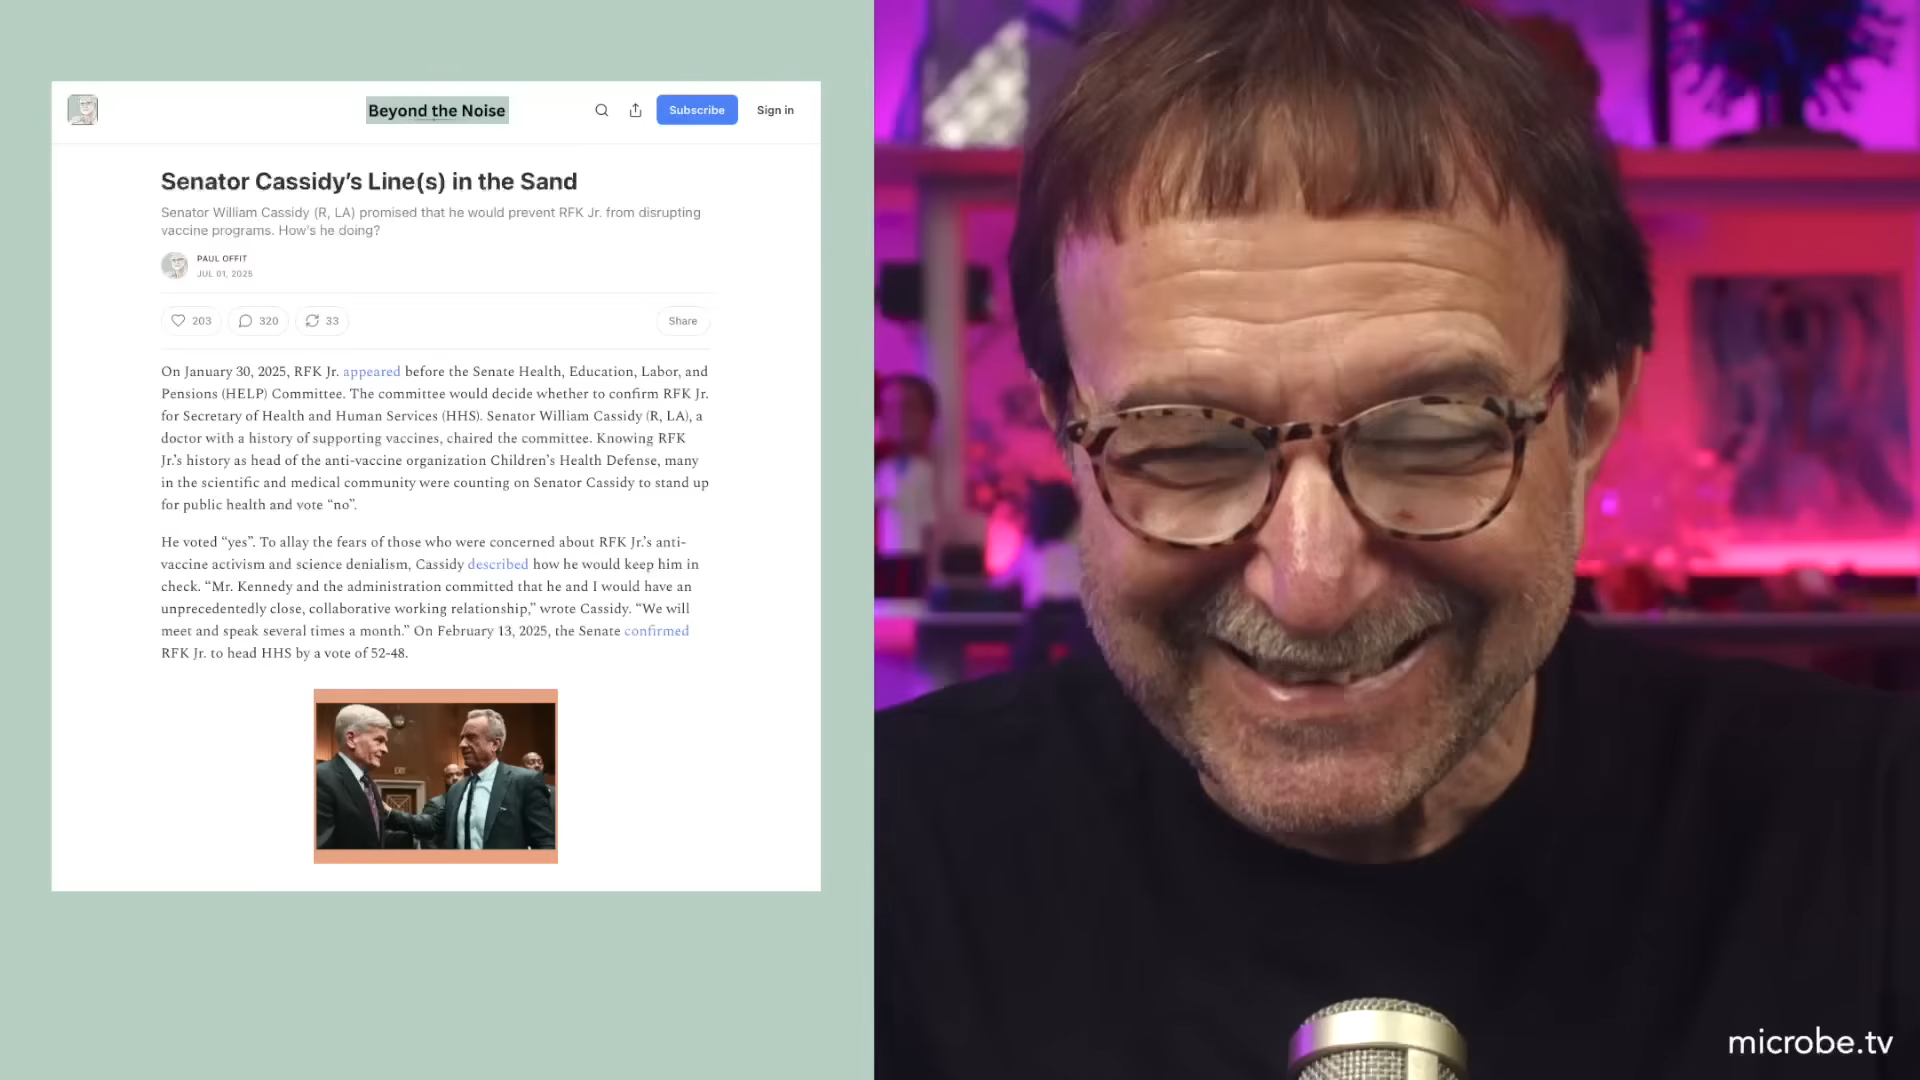 Beyond the Noise
Subscribe
Sign in
Senator Cassidy’s Line(s) in the Sand
Senator William Cassidy (R, LA) promised that he would prevent RFK Jr. from disrupting
vaccine programs. How’s he doing?
PAUL OFFIT
JUL 01, 2025
203
320
33
Share
On January 30, 2025, RFK Jr. appeared before the Senate Health, Education, Labor, and
Pensions (HELP) Committee. The committee would decide whether to confirm RFK Jr.
for Secretary of Health and Human Services (HHS). Senator William Cassidy (R, LA), a
doctor with a history of supporting vaccines, chaired the committee. Knowing RFK
Jr.’s history as head of the anti-vaccine organization Children’s Health Defense, many
in the scientific and medical community were counting on Senator Cassidy to stand up
for public health and vote “no”.
He voted “yes”. To allay the fears of those who were concerned about RFK Jr.’s anti-
vaccine activism and science denialism, Cassidy described how he would keep him in
check. “Mr. Kennedy and the administration committed that he and I would have an
unprecedentedly close, collaborative working relationship,” wrote Cassidy. “We will
meet and speak several times a month.” On February 13, 2025, the Senate confirmed
RFK Jr. to head HHS by a vote of 52-48.
microbe.tv